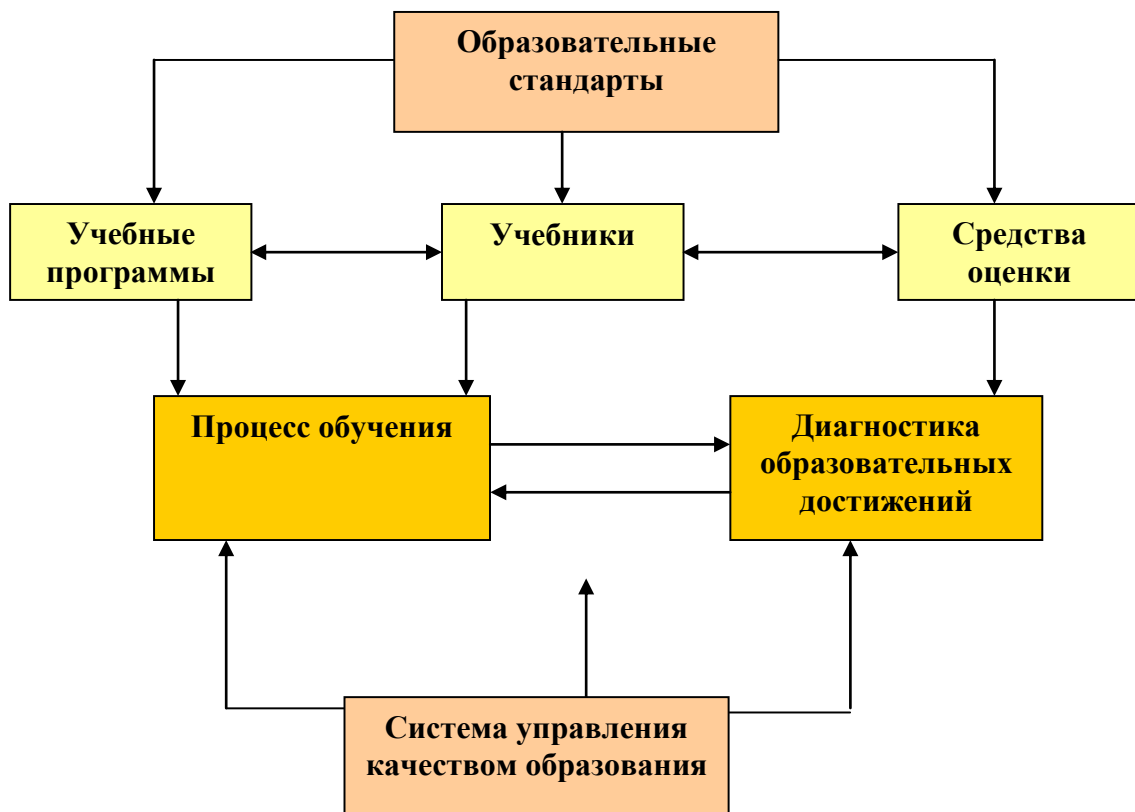 Образовательные
стандарты
Учебные
программы
Учебники
Средства
оценки
Процесс обучения
Диагностика
образовательных
достижений
Система управления
качеством образования